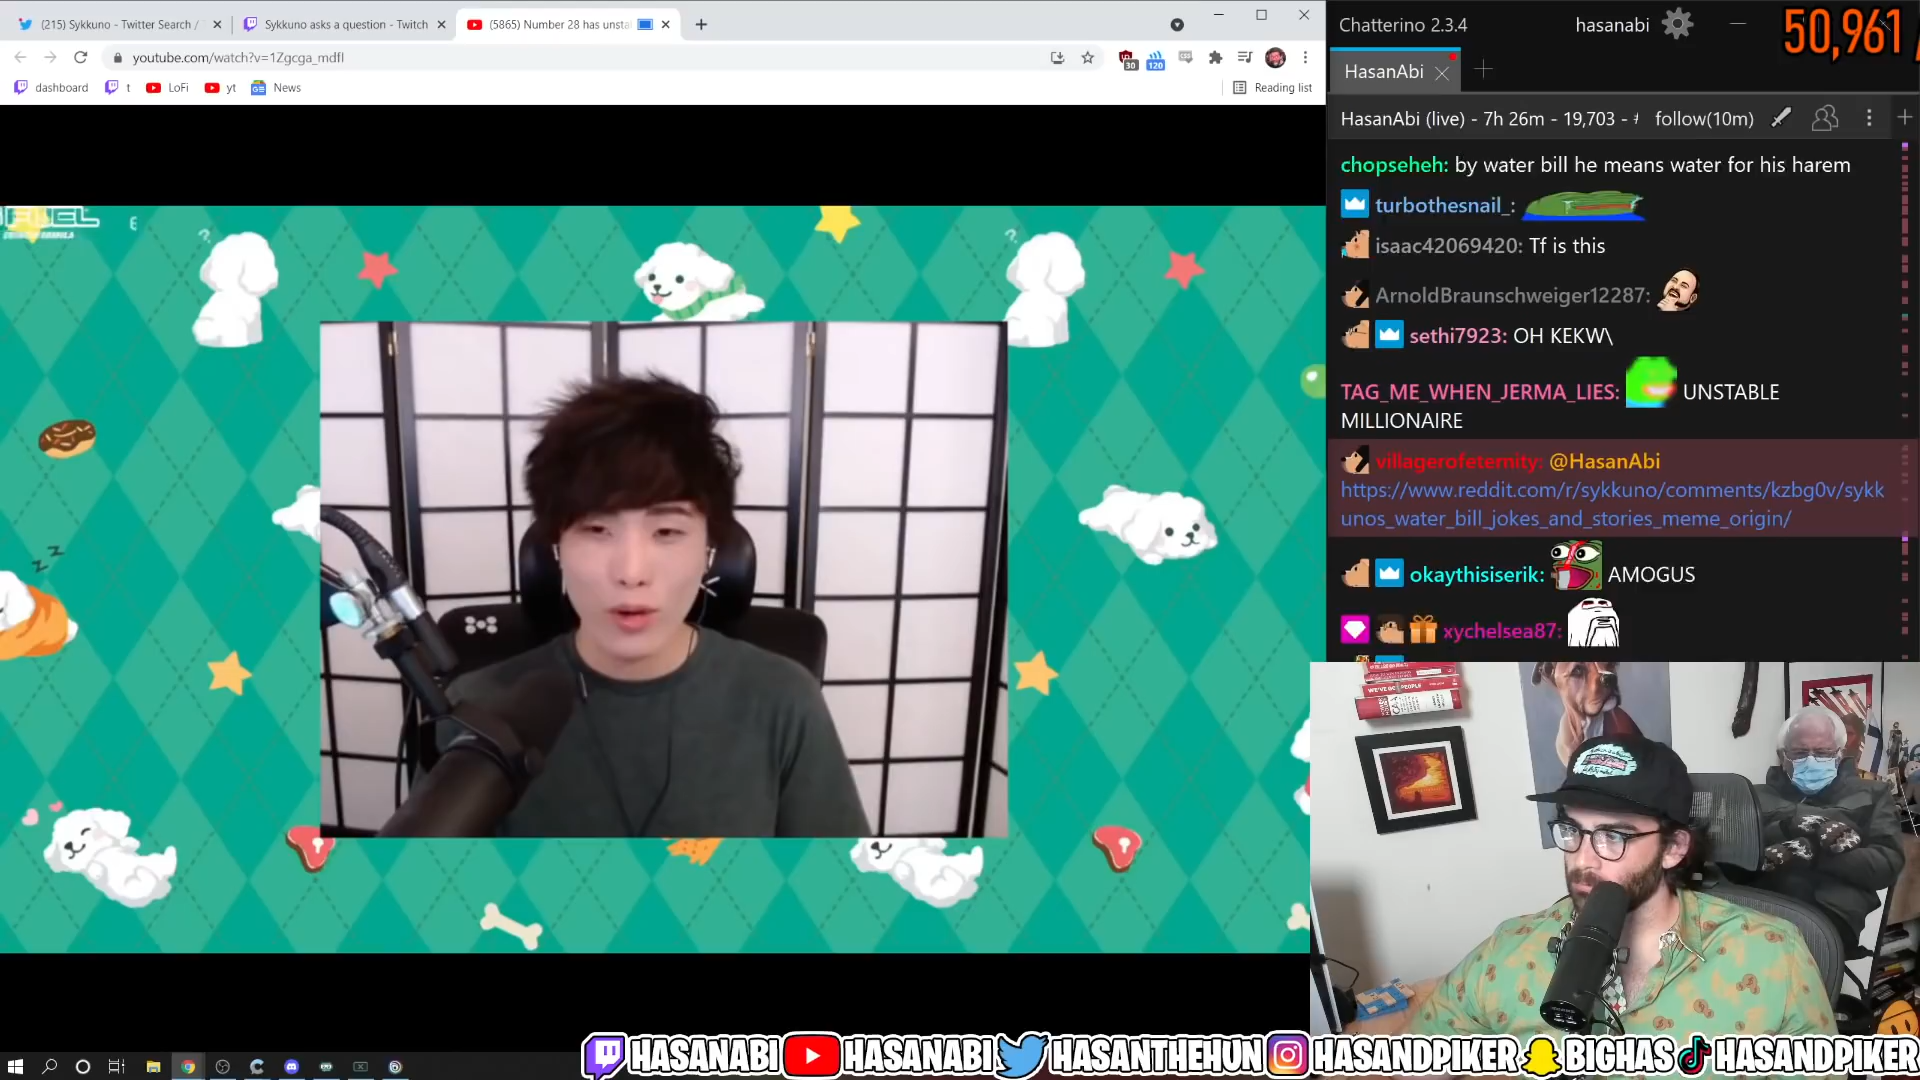 (215) Sykkuno - Twitter Search /
Sykkuno asks a question - Twitch
(5865) Number 28 has unsta
youtube.com/watch?v=1Zgcga_mdfI
30
120
dashboard
t
LoFi
yt
News
Reading list
Chatterino 2.3.4
hasanabi
50,961
HasanAbi
HasanAbi (live) - 7h 26m - 19,703 -
follow(10m)
chopseheh: by water bill he means water for his harem
turbothesnail_:
isaac42069420: Tf is this
ArnoldBraunschweiger12287:
sethi7923: OH KEKW\
TAG_ME_WHEN_JERMA_LIES: UNSTABLE
MILLIONAIRE
villagerofeternity: @HasanAbi
https://www.reddit.com/r/sykkuno/comments/kzbg0v/sykk
unos_water_bill_jokes_and_stories_meme_origin/
okaythisiserik: AMOGUS
xychelsea87:
HASANABI HASANABI HASANTHEHUN HASANDPIKER BIGHAS HASANDPIKER